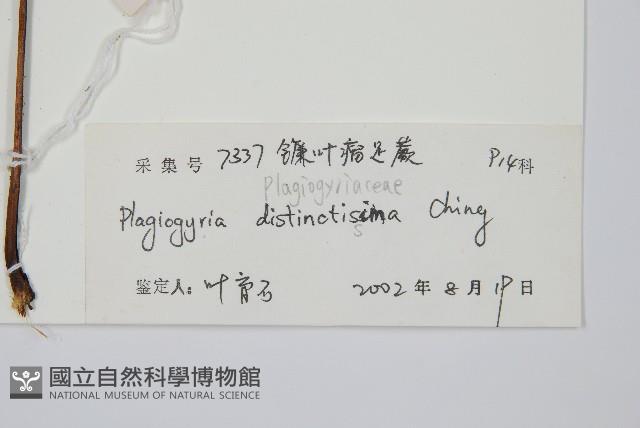 采集号 7337 镰叶瘤足蕨 P14科
Plagiogyriaceae
Plagiogyria distinctissima Ching
s
鉴定人：叶育石 2002年8月19日
國立自然科學博物館
NATIONAL MUSEUM OF NATURAL SCIENCE